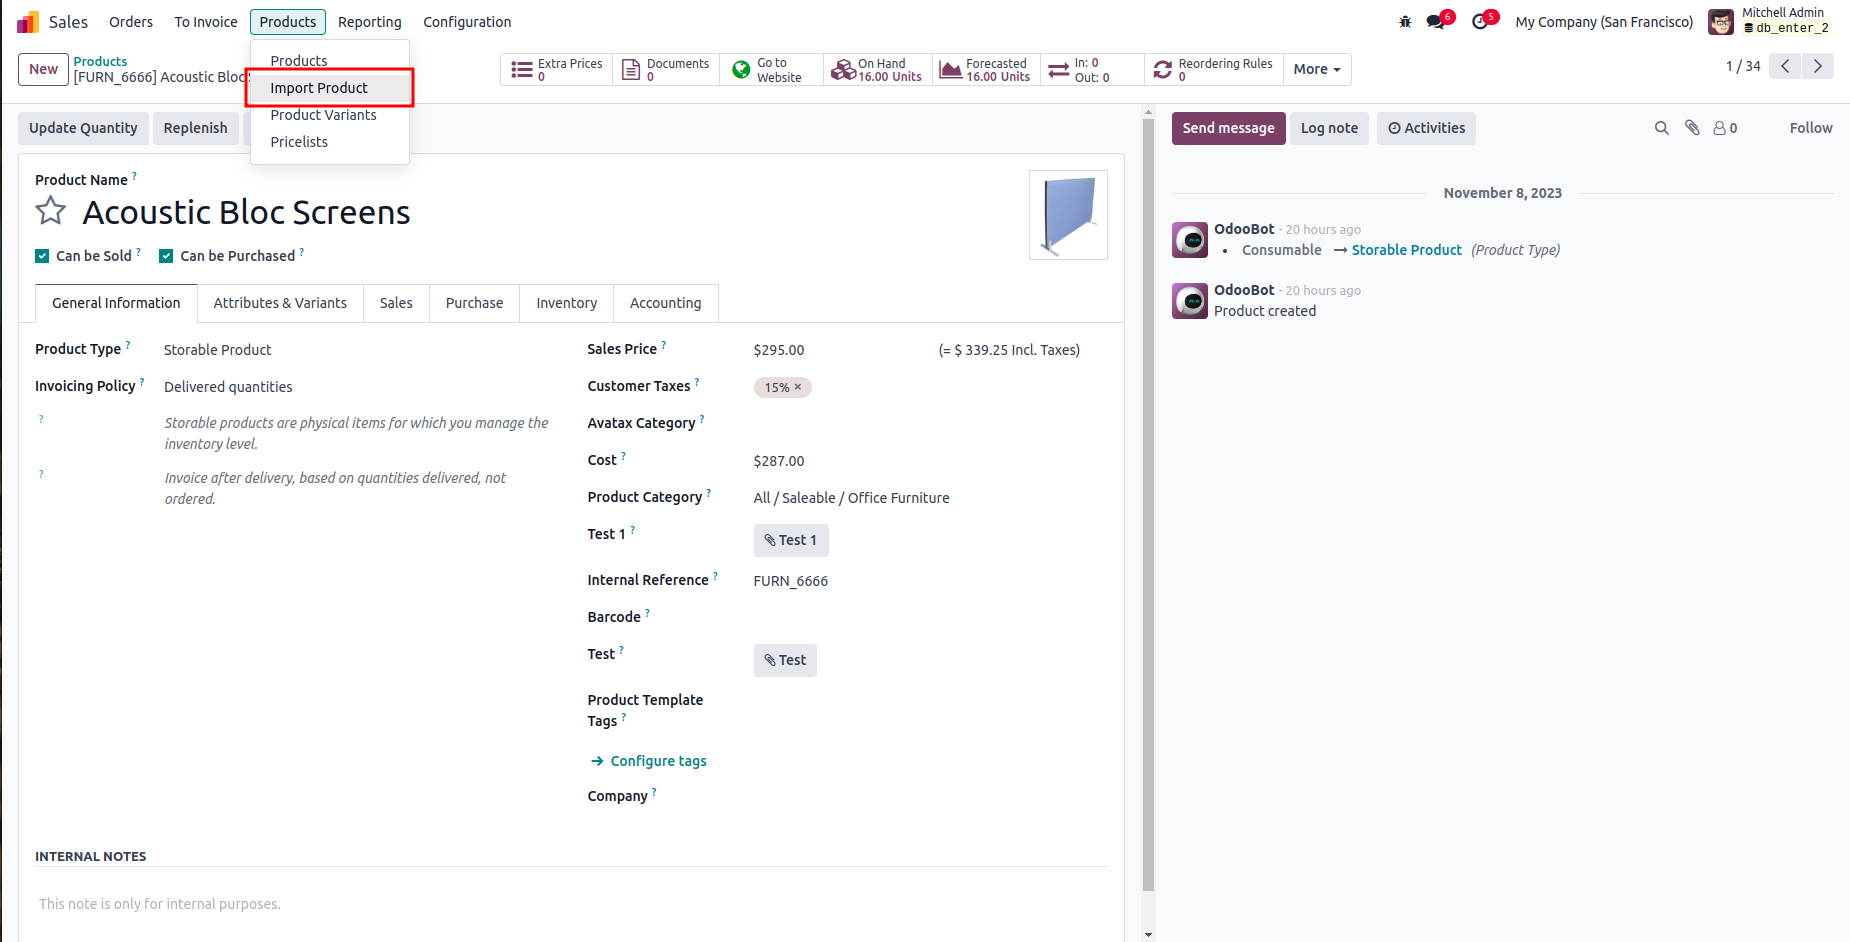 Sales
Orders
To Invoice
Products
Reporting
Configuration
6
5
My Company (San Francisco)
Mitchell Admin
db_enter_2
New
Products
[FURN_6666] Acoustic Bloc
Products
Import Product
Product Variants
Pricelists
Extra Prices
0
Documents
0
Go to
Website
On Hand
16.00 Units
Forecasted
16.00 Units
In: 0
Out: 0
Reordering Rules
0
More
1 / 34
Update Quantity
Replenish
Send message
Log note
Activities
0
Follow
Product Name ?
Acoustic Bloc Screens
Can be Sold ?
Can be Purchased ?
General Information
Attributes & Variants
Sales
Purchase
Inventory
Accounting
Product Type ?
Storable Product
Invoicing Policy ?
Delivered quantities
?
Storable products are physical items for which you manage the
inventory level.
?
Invoice after delivery, based on quantities delivered, not
ordered.
Sales Price ?
$295.00
(= $ 339.25 Incl. Taxes)
Customer Taxes ?
15% ×
Avatax Category ?
Cost ?
$287.00
Product Category ?
All / Saleable / Office Furniture
Test 1 ?
Test 1
Internal Reference ?
FURN_6666
Barcode ?
Test ?
Test
Product Template
Tags ?
→ Configure tags
Company ?
INTERNAL NOTES
This note is only for internal purposes.
November 8, 2023
OdooBot - 20 hours ago
• Consumable → Storable Product (Product Type)
OdooBot - 20 hours ago
Product created